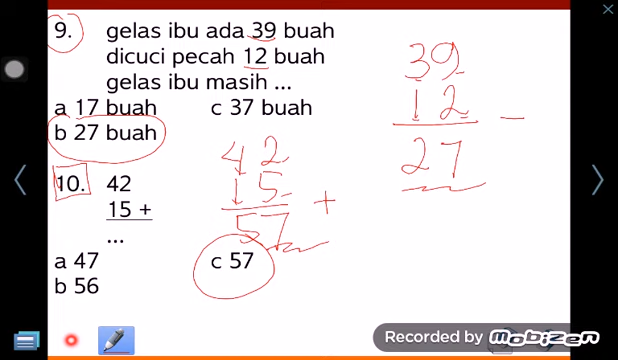 9. gelas ibu ada 39 buah
dicuci pecah 12 buah
gelas ibu masih ...
a 17 buah
c 37 buah
b 27 buah
39
12 -
27
10. 42
15 +
...
42
15 +
57
a 47
c 57
b 56
Recorded by
mobizen